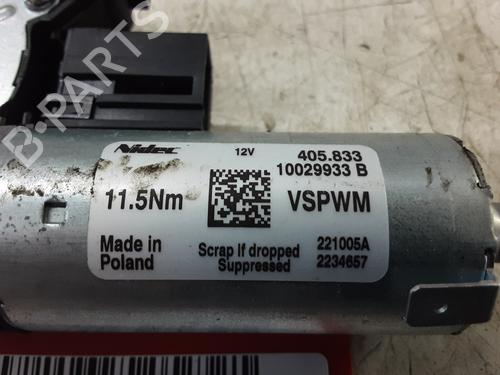 B-PARTS
Nidec 12V 405.833
10029933 B
11.5Nm VSPWM
Made in Poland
Scrap If dropped
Suppressed
221005A
2234657